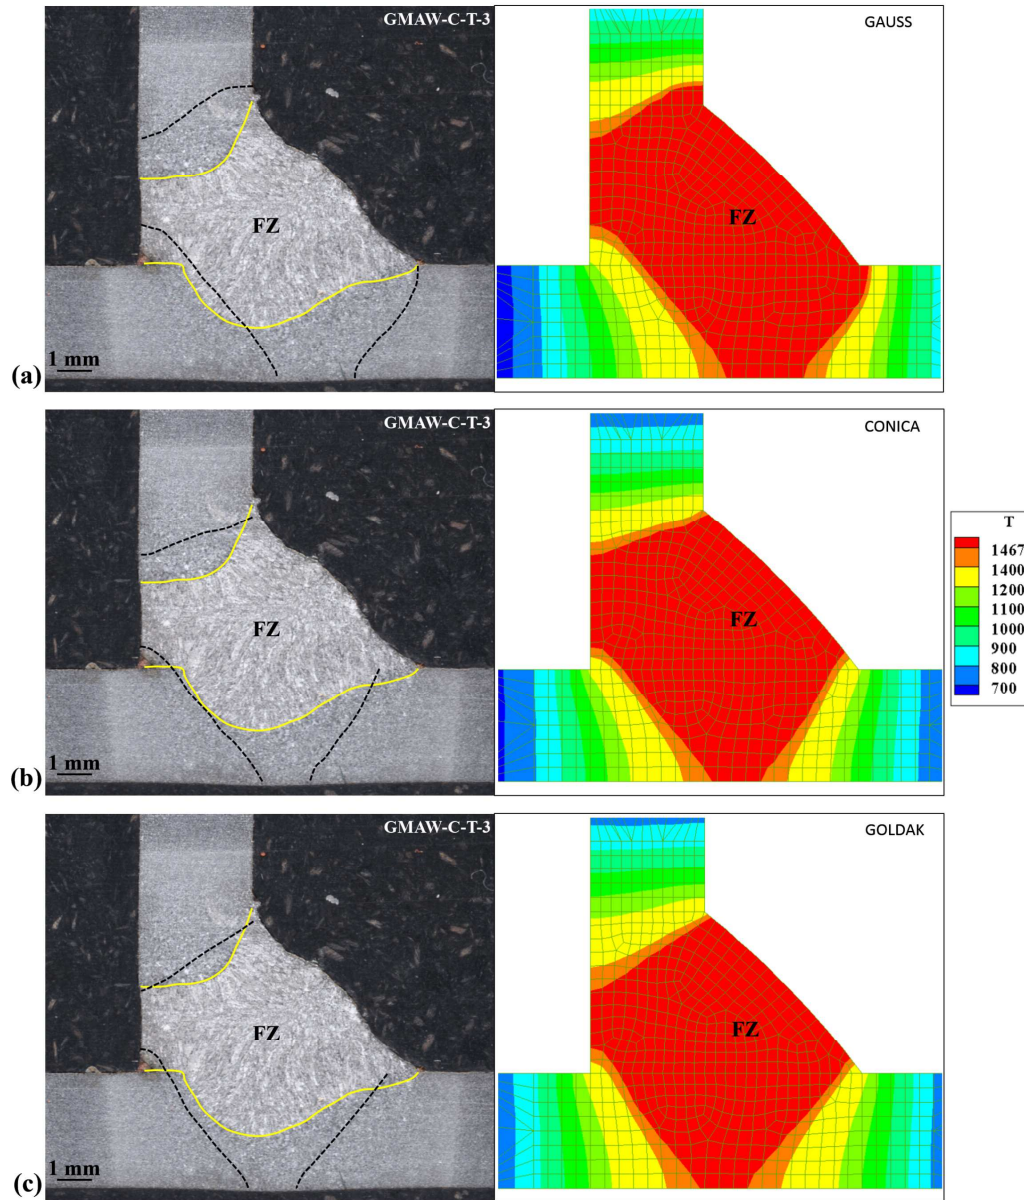 GMAW-C-T-3
GAUSS
FZ
FZ
1 mm
(a)
GMAW-C-T-3
CONICA
FZ
FZ
1 mm
(b)
T
1467
1400
1200
1100
1000
900
800
700
GMAW-C-T-3
GOLDAK
FZ
FZ
1 mm
(c)